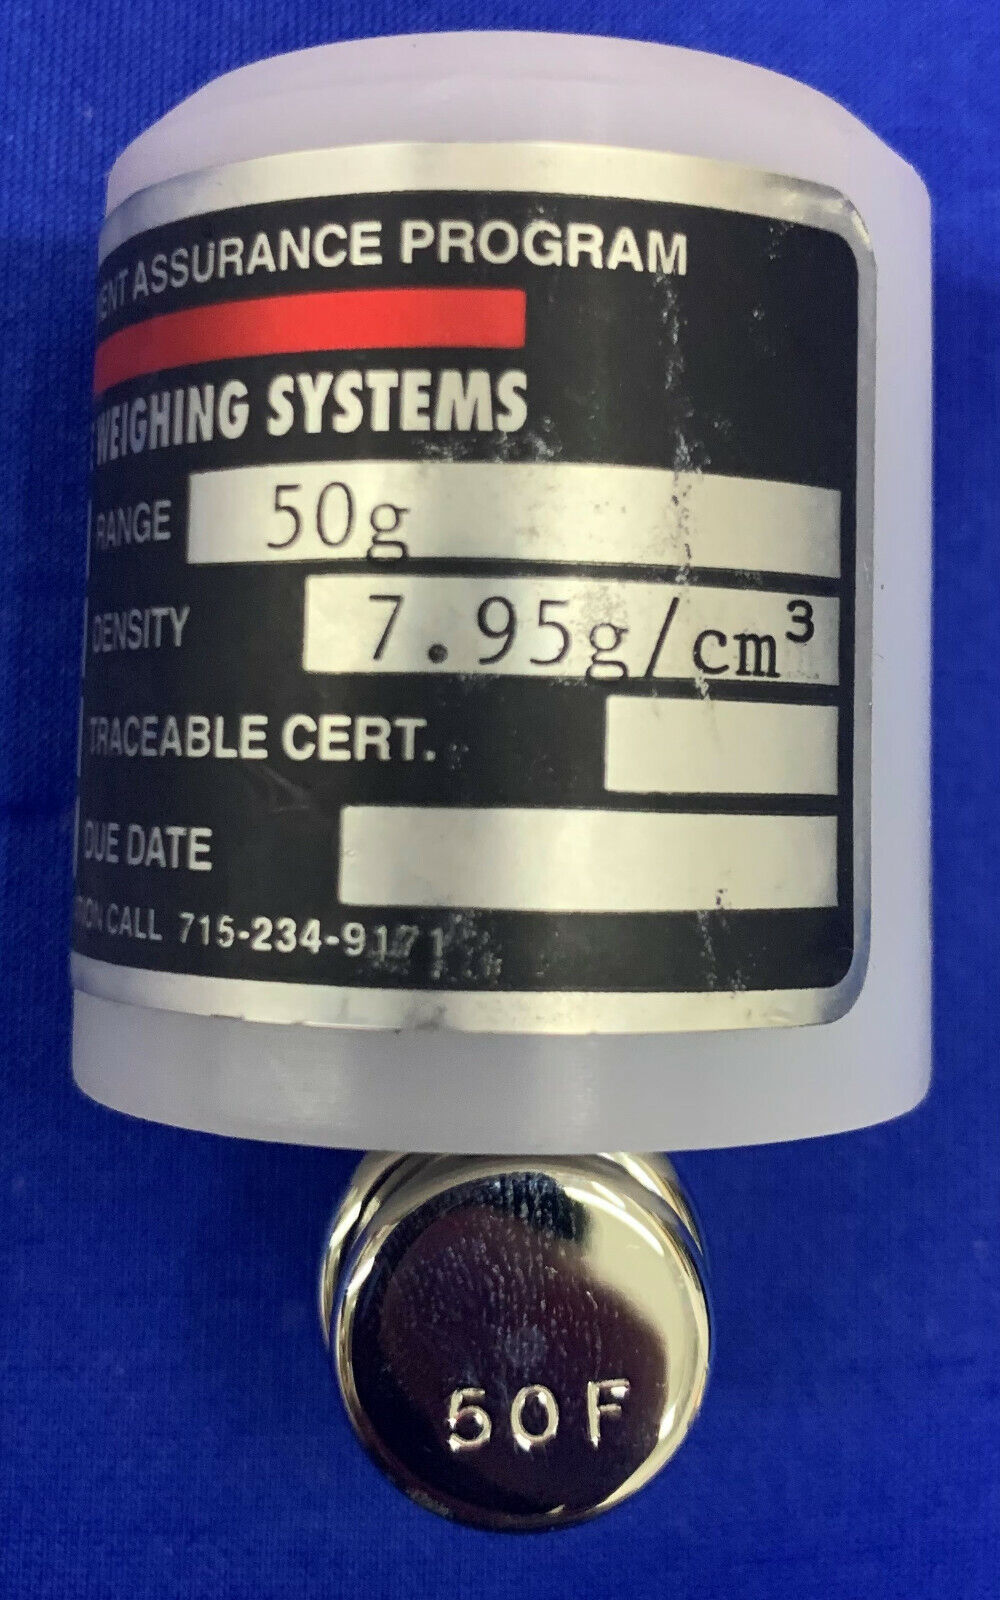 ASSURANCE PROGRAM
WEIGHING SYSTEMS
RANGE 50g
DENSITY 7.95g/cm³
TRACEABLE CERT.
DUE DATE
CALL 715-234-9171
50F